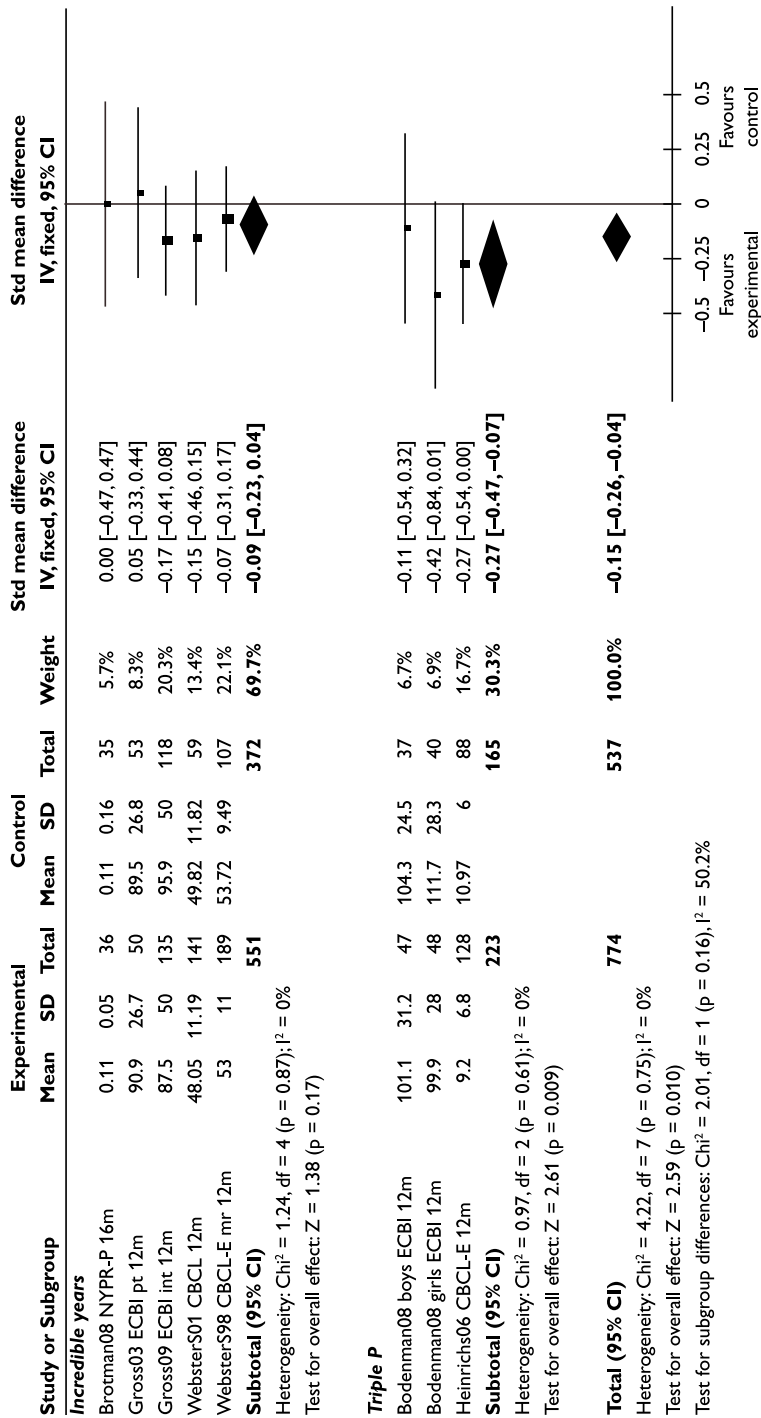 Experimental Control Std mean difference Std mean difference
Study or Subgroup Mean SD Total Mean SD Total Weight IV, fixed, 95% CI IV, fixed, 95% CI
Incredible years
Brotman08 NYPR-P 16m 0.11 0.05 36 0.11 0.16 35 5.7% 0.00 [−0.47, 0.47]
Gross03 ECBI pt 12m 90.9 26.7 50 89.5 26.8 53 8.3% 0.05 [−0.33, 0.44]
Gross09 ECBI int 12m 87.5 50 135 95.9 50 118 20.3% −0.17 [−0.41, 0.08]
WebsterS01 CBCL 12m 48.05 11.19 141 49.82 11.82 59 13.4% −0.15 [−0.46, 0.15]
WebsterS98 CBCL-E mr 12m 53 11 189 53.72 9.49 107 22.1% −0.07 [−0.31, 0.17]
Subtotal (95% CI) 551 372 69.7% −0.09 [−0.23, 0.04]
Heterogeneity: Chi² = 1.24, df = 4 (p = 0.87); I² = 0%
Test for overall effect: Z = 1.38 (p = 0.17)
Triple P
Bodenman08 boys ECBI 12m 101.1 31.2 47 104.3 24.5 37 6.7% −0.11 [−0.54, 0.32]
Bodenman08 girls ECBI 12m 99.9 28 48 111.7 28.3 40 6.9% −0.42 [−0.84, 0.01]
Heinrichs06 CBCL-E 12m 9.2 6.8 128 10.97 6 88 16.7% −0.27 [−0.54, 0.00]
Subtotal (95% CI) 223 165 30.3% −0.27 [−0.47, −0.07]
Heterogeneity: Chi² = 0.97, df = 2 (p = 0.61); I² = 0%
Test for overall effect: Z = 2.61 (p = 0.009)
Total (95% CI) 774 537 100.0% −0.15 [−0.26, −0.04]
Heterogeneity: Chi² = 4.22, df = 7 (p = 0.75); I² = 0%
Test for overall effect: Z = 2.59 (p = 0.010)
Test for subgroup differences: Chi² = 2.01, df = 1 (p = 0.16), I² = 50.2%
−0.5 −0.25 0 0.25 0.5
Favours Favours
experimental control